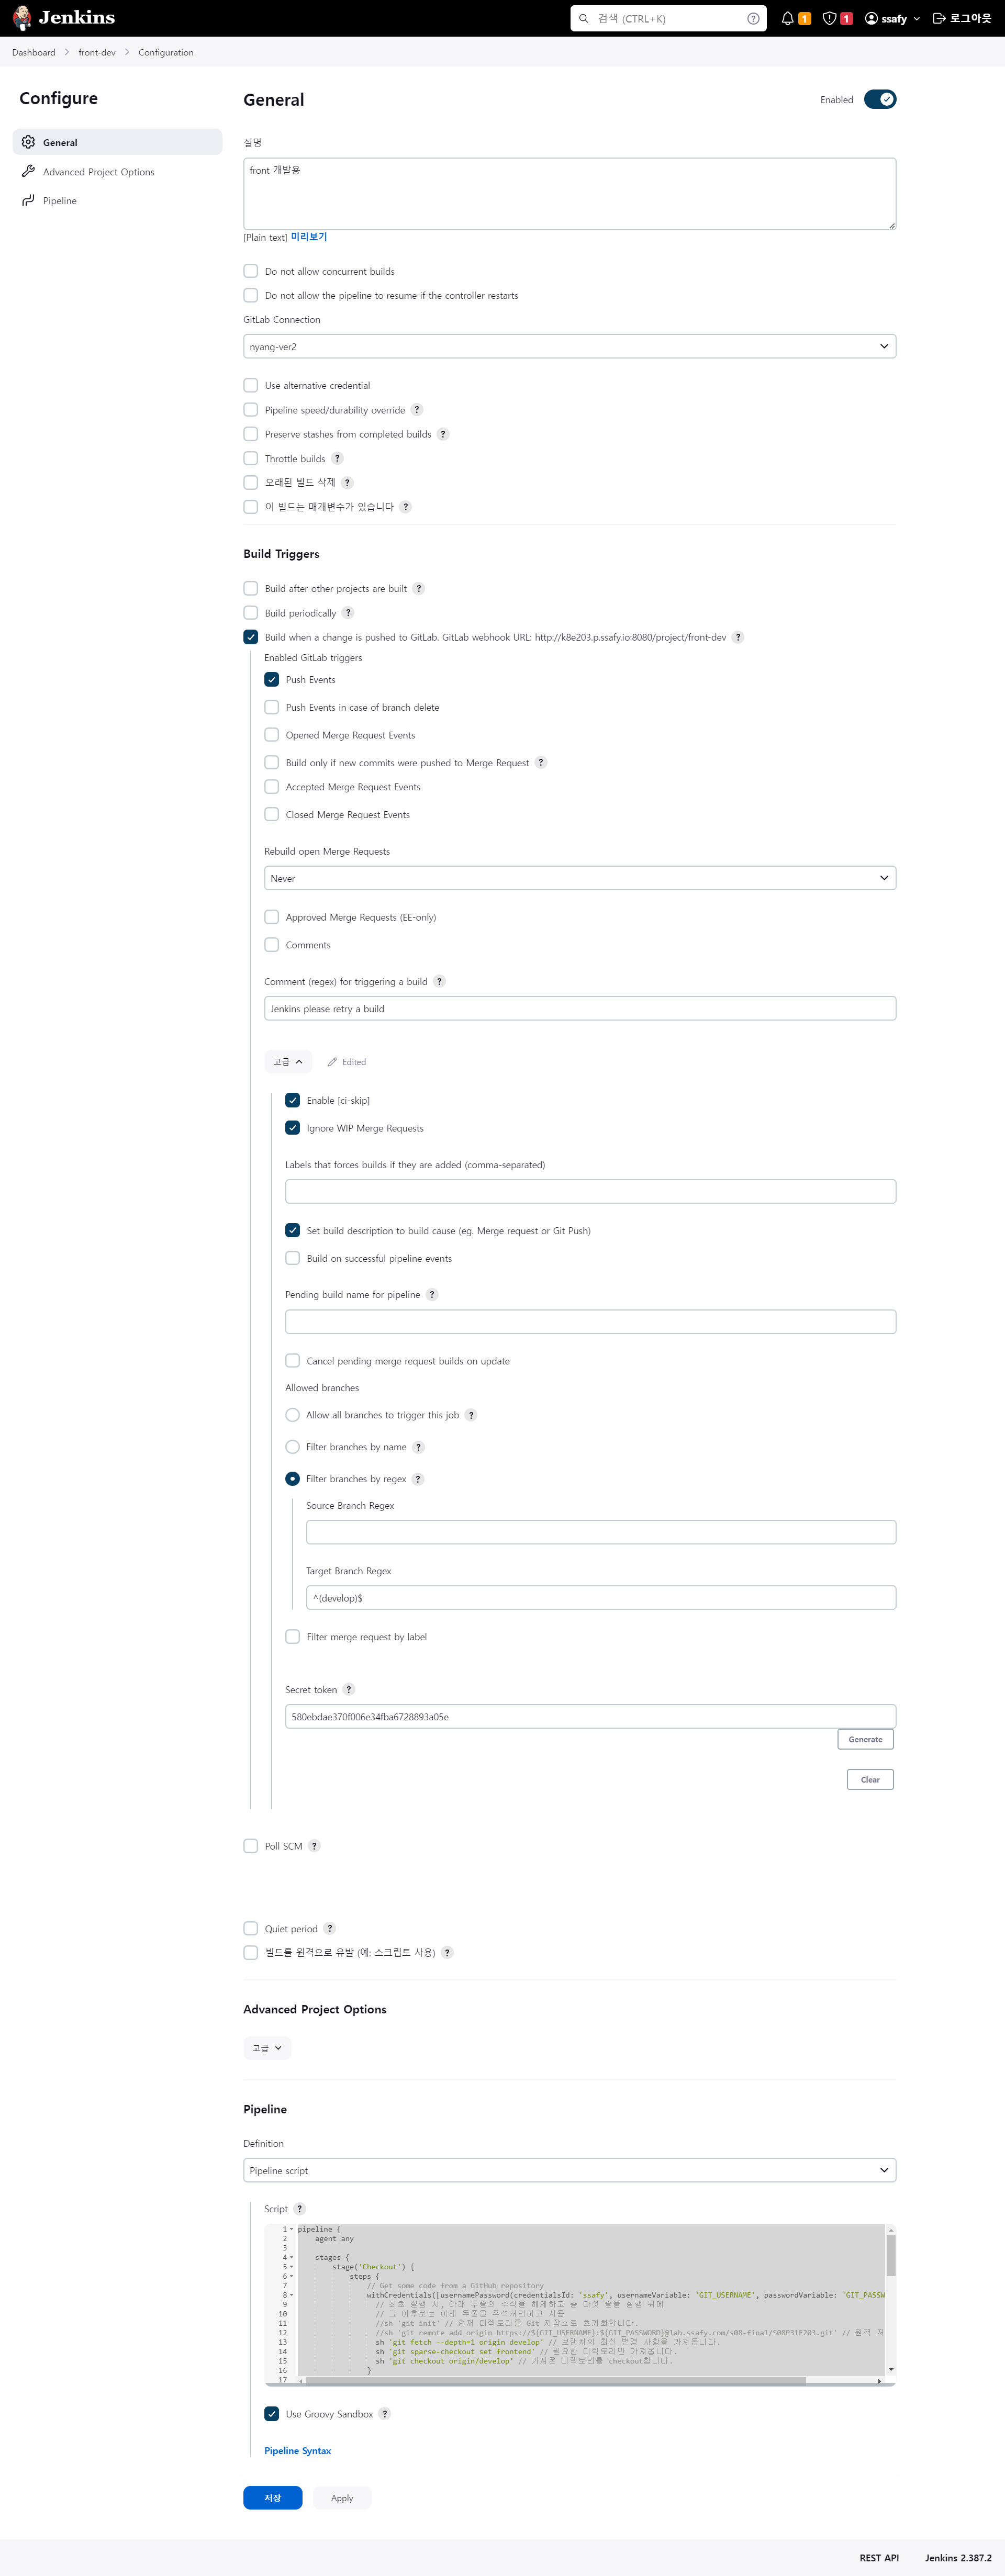 Jenkins
검색 (CTRL+K)
?
1
1
ssafy
로그아웃
Dashboard
front-dev
Configuration
Configure
General
Advanced Project Options
Pipeline
General
Enabled
설명
front 개발용
[Plain text] 미리보기
Do not allow concurrent builds
Do not allow the pipeline to resume if the controller restarts
GitLab Connection
nyang-ver2
Use alternative credential
Pipeline speed/durability override ?
Preserve stashes from completed builds ?
Throttle builds ?
오래된 빌드 삭제 ?
이 빌드는 매개변수가 있습니다 ?
Build Triggers
Build after other projects are built ?
Build periodically ?
Build when a change is pushed to GitLab. GitLab webhook URL: http://k8e203.p.ssafy.io:8080/project/front-dev ?
Enabled GitLab triggers
Push Events
Push Events in case of branch delete
Opened Merge Request Events
Build only if new commits were pushed to Merge Request ?
Accepted Merge Request Events
Closed Merge Request Events
Rebuild open Merge Requests
Never
Approved Merge Requests (EE-only)
Comments
Comment (regex) for triggering a build ?
Jenkins please retry a build
고급
Edited
Enable [ci-skip]
Ignore WIP Merge Requests
Labels that forces builds if they are added (comma-separated)
Set build description to build cause (eg. Merge request or Git Push)
Build on successful pipeline events
Pending build name for pipeline ?
Cancel pending merge request builds on update
Allowed branches
Allow all branches to trigger this job ?
Filter branches by name ?
Filter branches by regex ?
Source Branch Regex
Target Branch Regex
^(develop)$
Filter merge request by label
Secret token ?
580ebdae370f006e34fba6728893a05e
Generate
Clear
Poll SCM ?
Quiet period ?
빌드를 원격으로 유발 (예: 스크립트 사용) ?
Advanced Project Options
고급
Pipeline
Definition
Pipeline script
Script ?
1 pipeline {
2 agent any
3
4 stages {
5 stage('Checkout') {
6 steps {
7 // Get some code from a GitHub repository
8 withCredentials([usernamePassword(credentialsId: 'ssafy', usernameVariable: 'GIT_USERNAME', passwordVariable: 'GIT_PASSW
9 // 최초 실행 시, 아래 두줄의 주석을 해제하고 총 다섯 줄을 실행 뒤에
10 // 그 이후로는 아래 두줄을 주석처리하고 사용
11 //sh 'git init' // 현재 디렉토리를 Git 저장소로 초기화합니다.
12 //sh 'git remote add origin https://${GIT_USERNAME}:${GIT_PASSWORD}@lab.ssafy.com/s08-final/S08P31E203.git' // 원격 저
13 sh 'git fetch --depth=1 origin develop' // 브랜치의 최신 변경 사항을 가져옵니다.
14 sh 'git sparse-checkout set frontend' // 필요한 디렉토리만 가져옵니다.
15 sh 'git checkout origin/develop' // 가져온 디렉토리를 checkout합니다.
16 }
17
Use Groovy Sandbox ?
Pipeline Syntax
저장
Apply
REST API
Jenkins 2.387.2